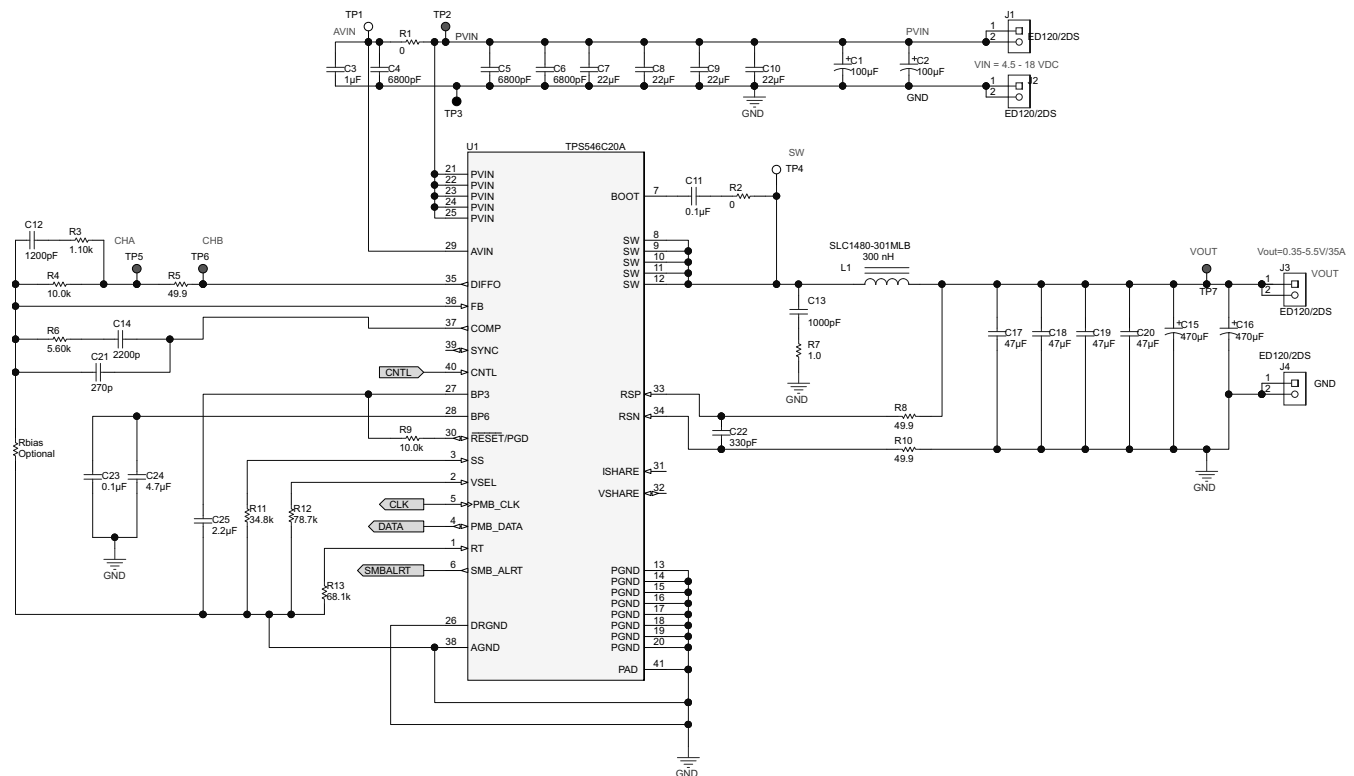 TP1
TP2
J1
AVIN
R1
0
PVIN
PVIN
1
2
ED120/2DS
C3
1µF
C4
6800pF
C5
6800pF
C6
6800pF
C7
22µF
C8
22µF
C9
22µF
C10
22µF
+
C1
100µF
+
C2
100µF
VIN = 4.5 - 18 VDC
1
2
J2
ED120/2DS
TP3
GND
GND
U1
TPS546C20A
SW
TP4
21
PVIN
22
PVIN
23
PVIN
24
PVIN
25
PVIN
BOOT
7
C11
0.1µF
R2
0
29
AVIN
SW
8
SW
9
SW
10
SW
11
SW
12
SLC1480-301MLB
300 nH
L1
C12
1200pF
R3
1.10k
CHA
TP5
CHB
TP6
R4
10.0k
R5
49.9
35
DIFFO
36
FB
37
COMP
39
SYNC
40
CNTL
CNTL
R6
5.60k
C14
2200p
C21
270p
VOUT
TP7
Vout=0.35-5.5V/35A
J3
VOUT
1
2
ED120/2DS
C13
1000pF
R7
1.0
GND
C17
47µF
C18
47µF
C19
47µF
C20
47µF
+
C15
470µF
+
C16
470µF
ED120/2DS
1
2
J4
GND
27
BP3
28
BP6
30
RESET/PGD
R9
10.0k
RSP
33
RSN
34
R8
49.9
C22
330pF
R10
49.9
GND
Rbias
Optional
C23
0.1µF
C24
4.7µF
GND
3
SS
2
VSEL
CLK
5
PMB_CLK
DATA
4
PMB_DATA
1
RT
SMBALRT
6
SMB_ALRT
ISHARE
31
VSHARE
32
C25
2.2µF
R11
34.8k
R12
78.7k
R13
68.1k
PGND
13
PGND
14
PGND
15
PGND
16
PGND
17
PGND
18
PGND
19
PGND
20
PAD
41
26
DRGND
38
AGND
GND